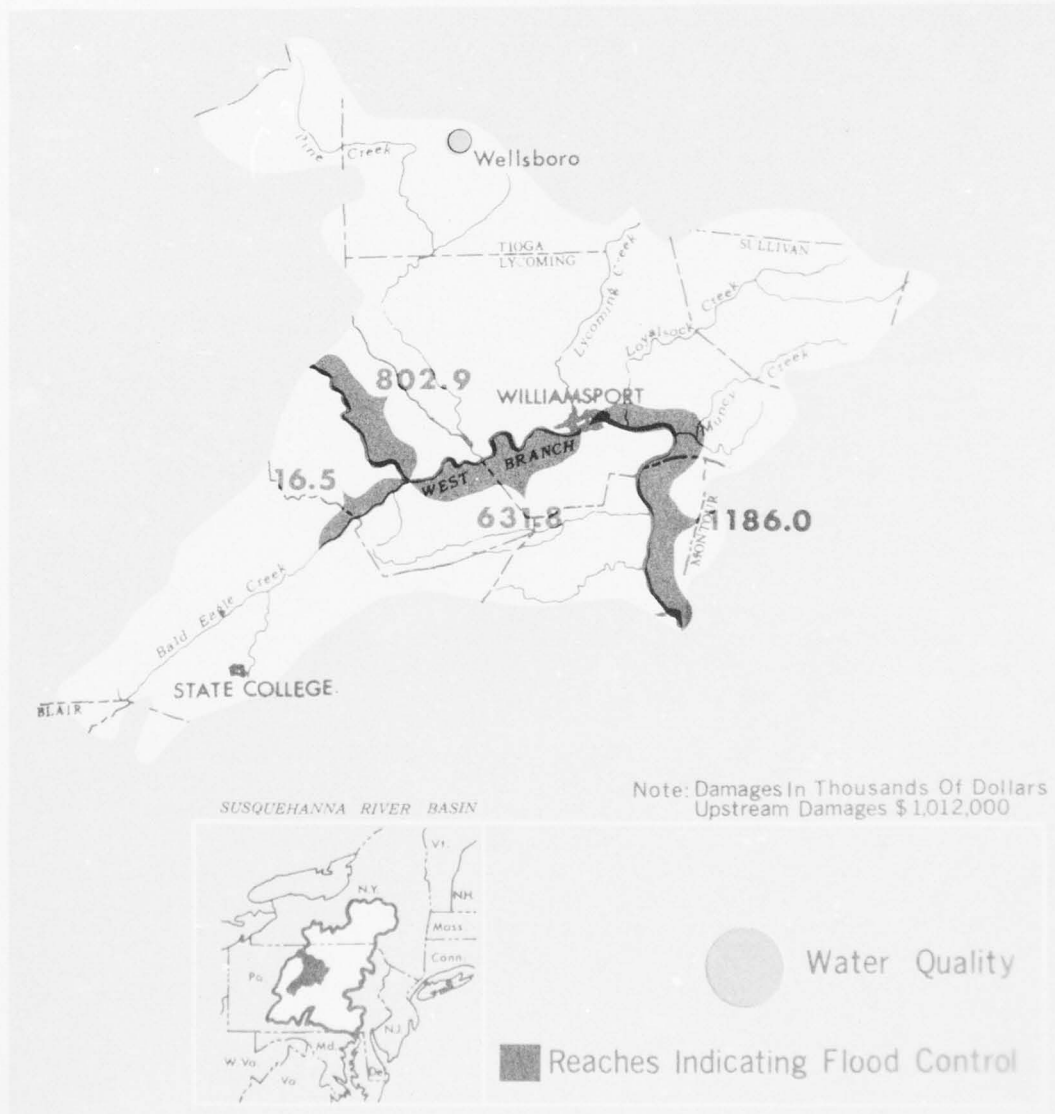 Pine Creek
Wellsboro
TIOGA
LYCOMING
SULLIVAN
Lycoming Creek
Loyalsock Creek
Muncy Creek
802.9
WILLIAMSPORT
WEST BRANCH
16.5
631.8
1186.0
MONTOUR
Bald Eagle Creek
STATE COLLEGE.
BLAIR
Note: Damages In Thousands Of Dollars
Upstream Damages $1,012,000
SUSQUEHANNA RIVER BASIN
Vt.
N.Y.
N.H.
Mass.
Conn.
Pa.
N.J.
Md.
W.Va.
Va.
De.
Water Quality
Reaches Indicating Flood Control